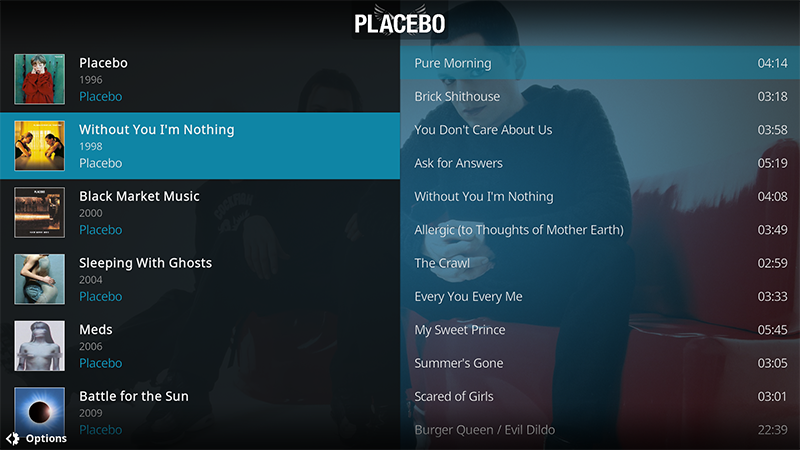 PLACEBO
Placebo
1996
Placebo
Without You I'm Nothing
1998
Placebo
Black Market Music
2000
Placebo
Sleeping With Ghosts
2004
Placebo
Meds
2006
Placebo
Battle for the Sun
2009
Placebo
Options
Pure Morning 04:14
Brick Shithouse 03:18
You Don't Care About Us 03:58
Ask for Answers 05:19
Without You I'm Nothing 04:08
Allergic (to Thoughts of Mother Earth) 03:49
The Crawl 02:59
Every You Every Me 03:33
My Sweet Prince 05:45
Summer's Gone 03:05
Scared of Girls 03:01
Burger Queen / Evil Dildo 22:39